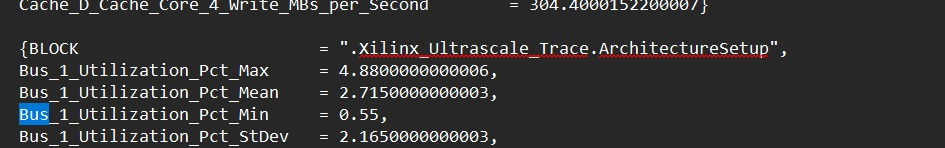 Cache_D_Cache_Core_4_Write_MBs_per_Second = 304.4000152200007}
{BLOCK = ".Xilinx_Ultrascale_Trace.ArchitectureSetup",
Bus_1_Utilization_Pct_Max = 4.8800000000006,
Bus_1_Utilization_Pct_Mean = 2.7150000000003,
Bus_1_Utilization_Pct_Min = 0.55,
Bus_1_Utilization_Pct_StDev = 2.1650000000003,